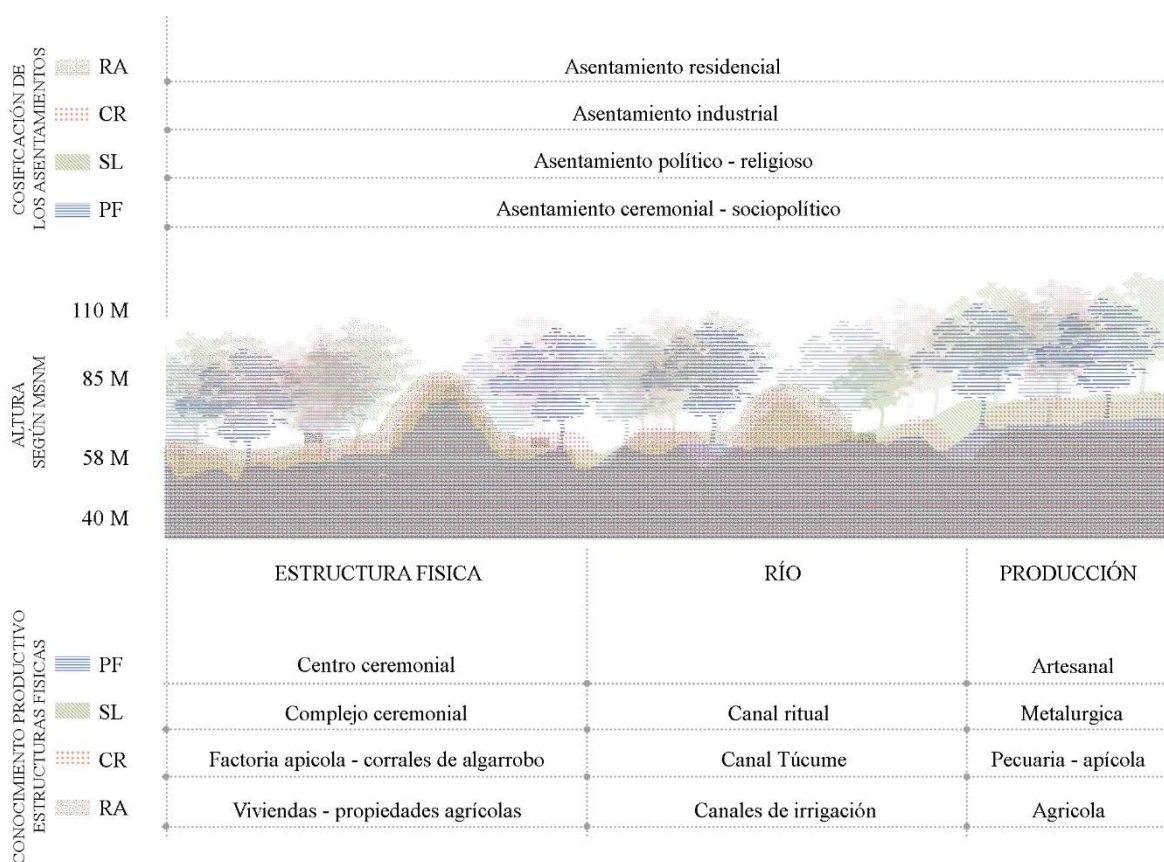 COSIFICACIÓN DE
LOS ASENTAMIENTOS
RA
Asentamiento residencial
CR
Asentamiento industrial
SL
Asentamiento político - religioso
PF
Asentamiento ceremonial - sociopolítico
ALTURA
SEGÚN MSNM
110 M
85 M
58 M
40 M
ESTRUCTURA FISICA
RÍO
PRODUCCIÓN
CONOCIMIENTO PRODUCTIVO
ESTRUCTURAS FISICAS
PF
Centro ceremonial
Artesanal
SL
Complejo ceremonial
Canal ritual
Metalurgica
CR
Factoria apicola - corrales de algarrobo
Canal Túcume
Pecuaria - apícola
RA
Viviendas - propiedades agrícolas
Canales de irrigación
Agricola